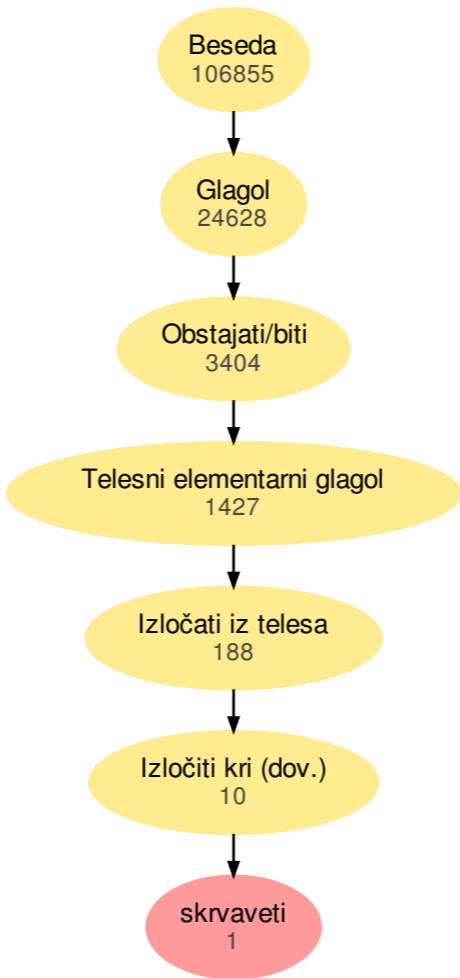 Beseda
106855
Glagol
24628
Obstajati/biti
3404
Telesni elementarni glagol
1427
Izločati iz telesa
188
Izločiti kri (dov.)
10
skrvaveti
1